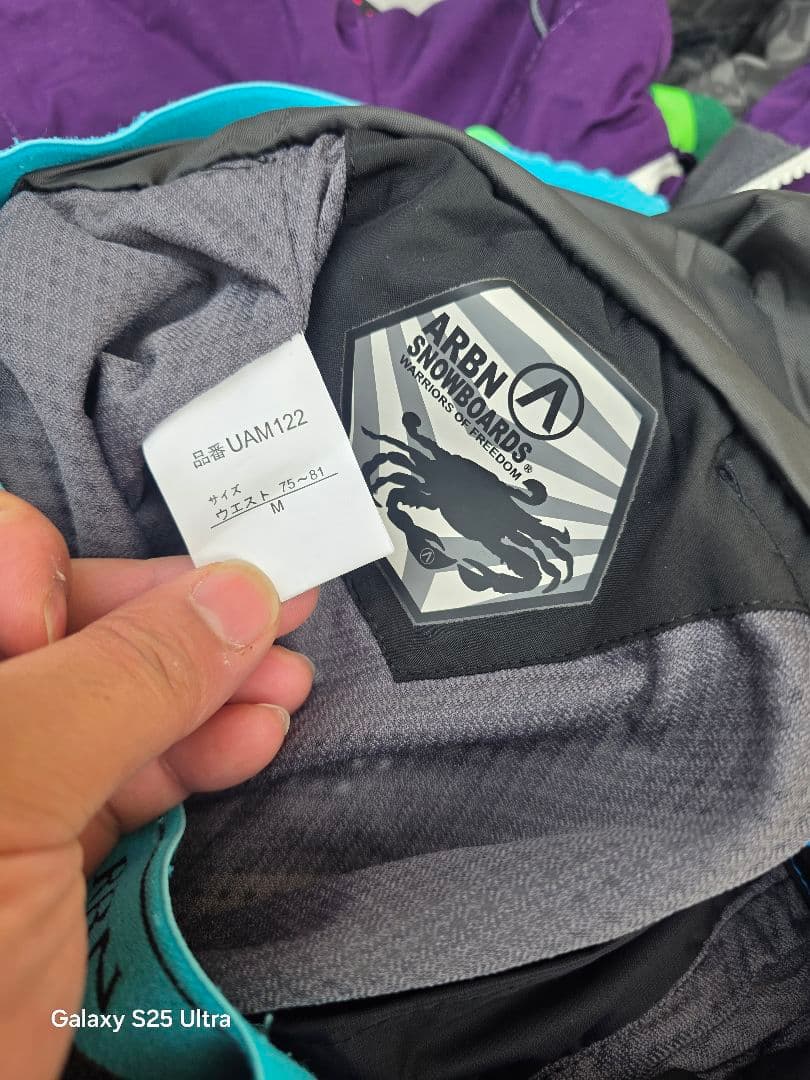 ARBN
SNOWBOARDS®
WARRIORS OF FREEDOM
品番 UAM122
サイズ
ウエスト 75～81
M
Galaxy S25 Ultra